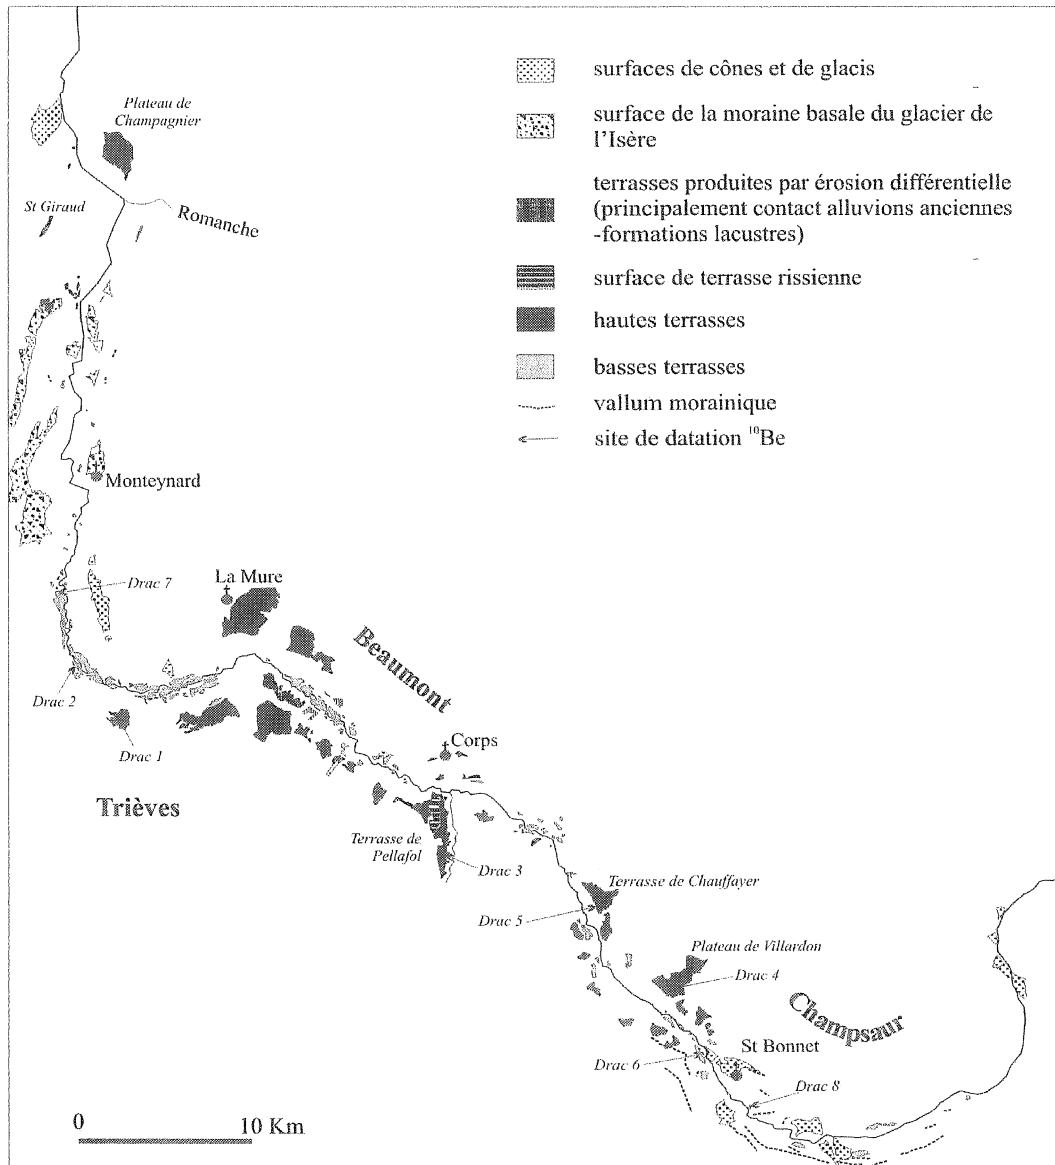 surfaces de cônes et de glacis
surface de la moraine basale du glacier de
l'Isère
terrasses produites par érosion différentielle
(principalement contact alluvions anciennes
-formations lacustres)
surface de terrasse rissienne
hautes terrasses
basses terrasses
vallum morainique
site de datation ¹⁰Be
Plateau de
Champagnier
St Giraud
Romanche
Monteynard
Drac 7
La Mure
Beaumont
Drac 2
Drac 1
Corps
Trièves
Terrasse de
Pellafol
Drac 3
Terrasse de Chauffayer
Drac 5
Plateau de Villardon
Drac 4
Champsaur
St Bonnet
Drac 6
Drac 8
0 10 Km